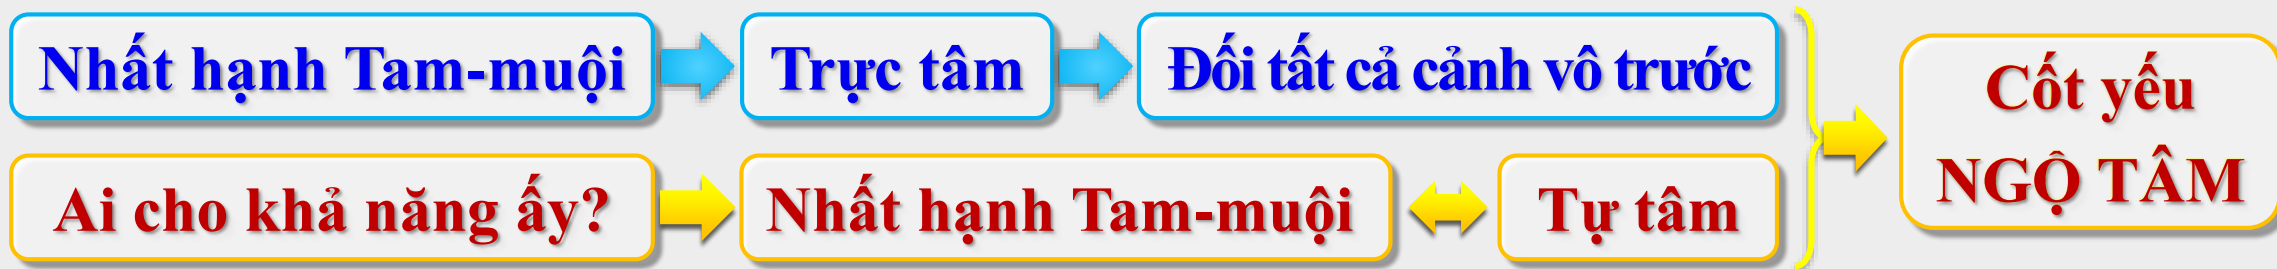 Nhất hạnh Tam-muội
Trực tâm
Đối tất cả cảnh vô trước
Ai cho khả năng ấy?
Nhất hạnh Tam-muội
Tự tâm
Cốt yếu
NGỘ TÂM